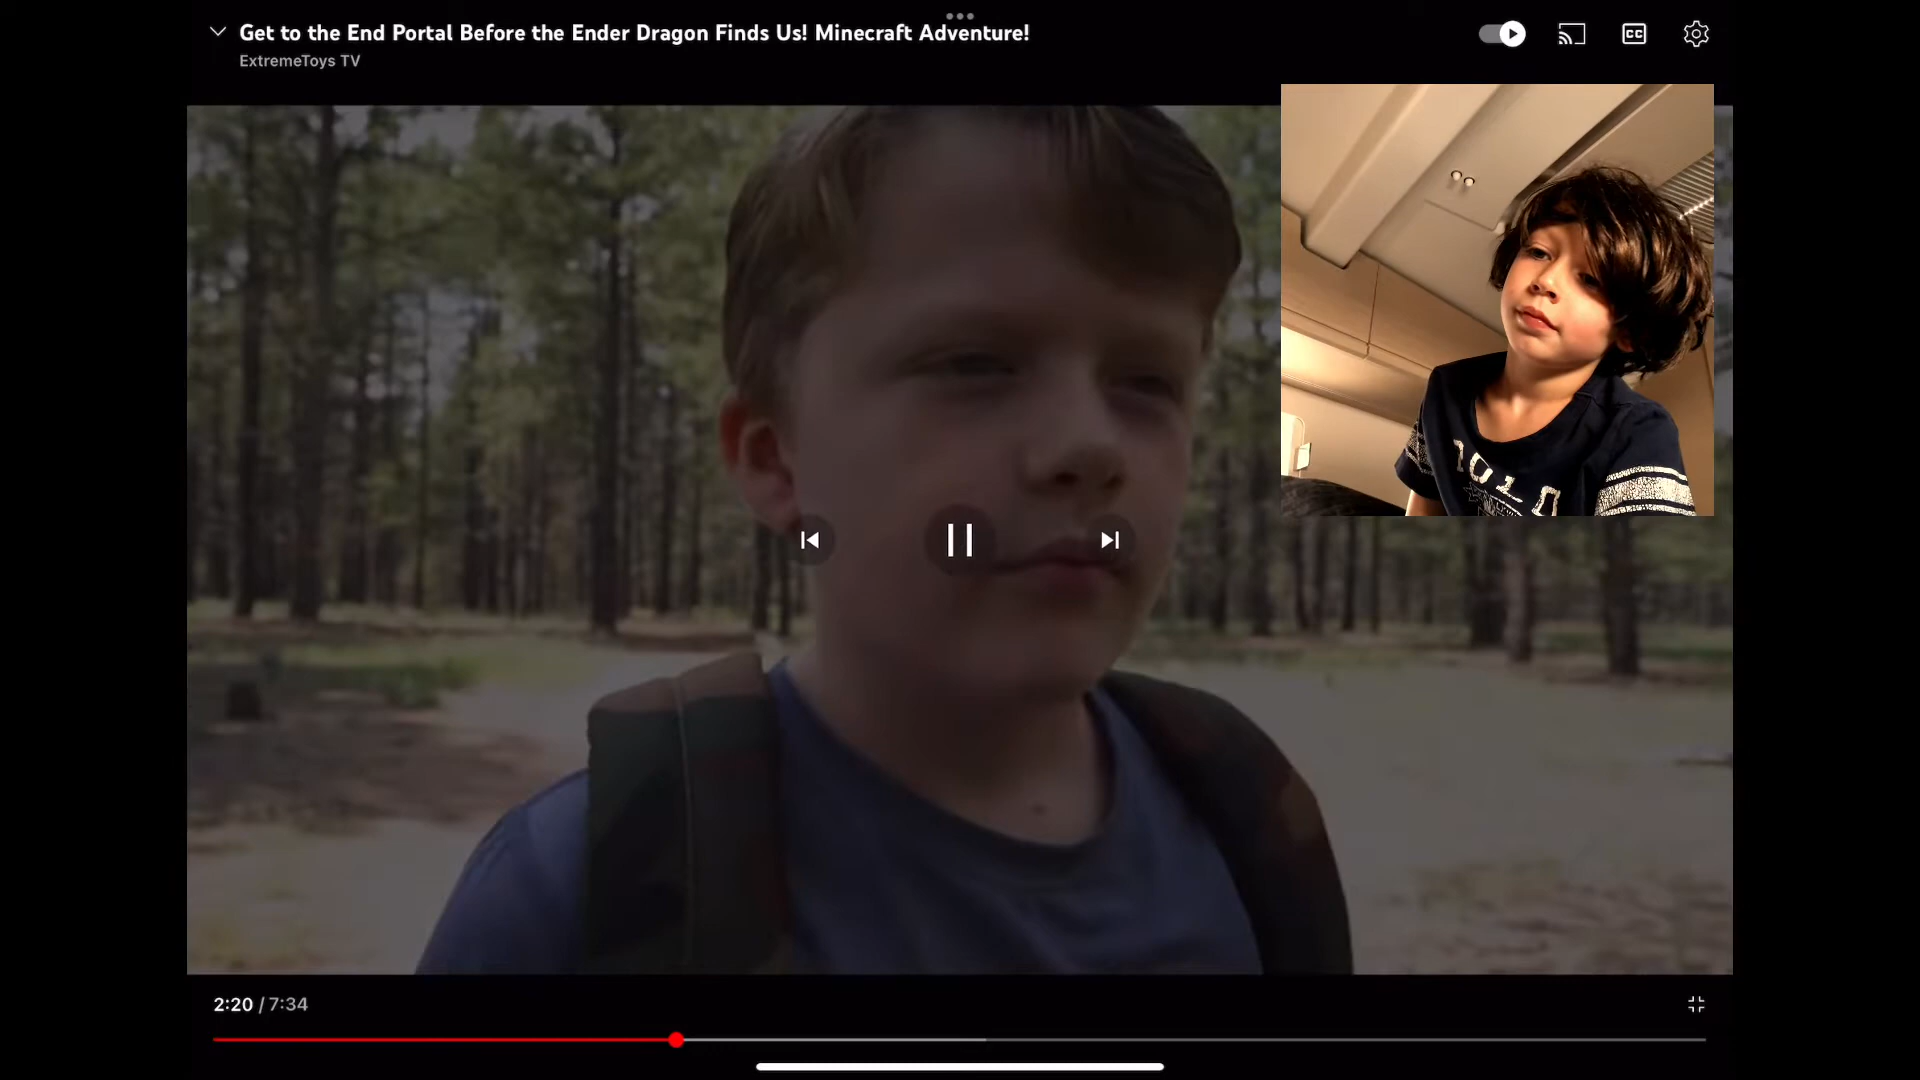 Get to the End Portal Before the Ender Dragon Finds Us! Minecraft Adventure!
ExtremeToys TV
CC
2:20 / 7:34